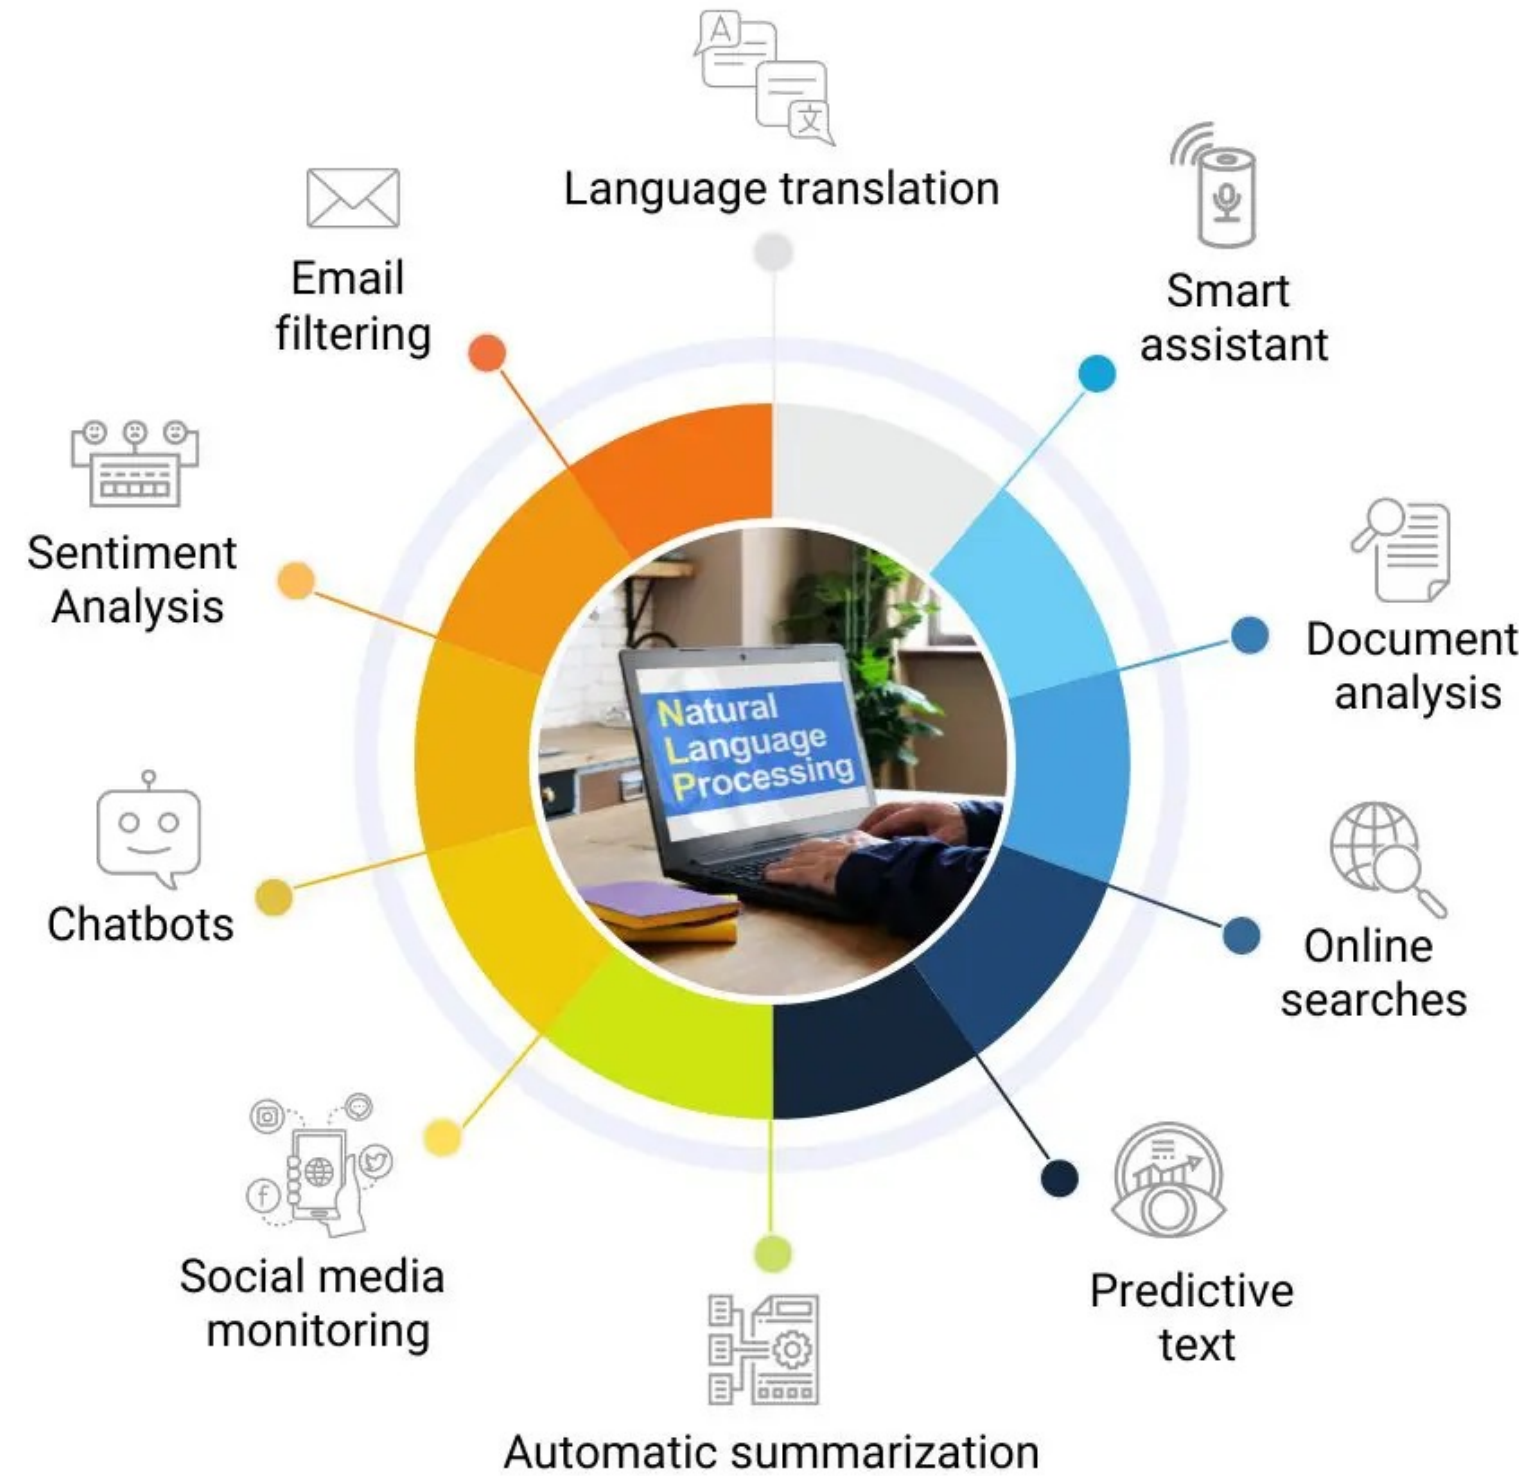 A
文
Language translation
Smart
assistant
Document
analysis
Online
searches
Predictive
text
Automatic summarization
Social media
monitoring
Chatbots
Sentiment
Analysis
Email
filtering
Natural
Language
Processing
f